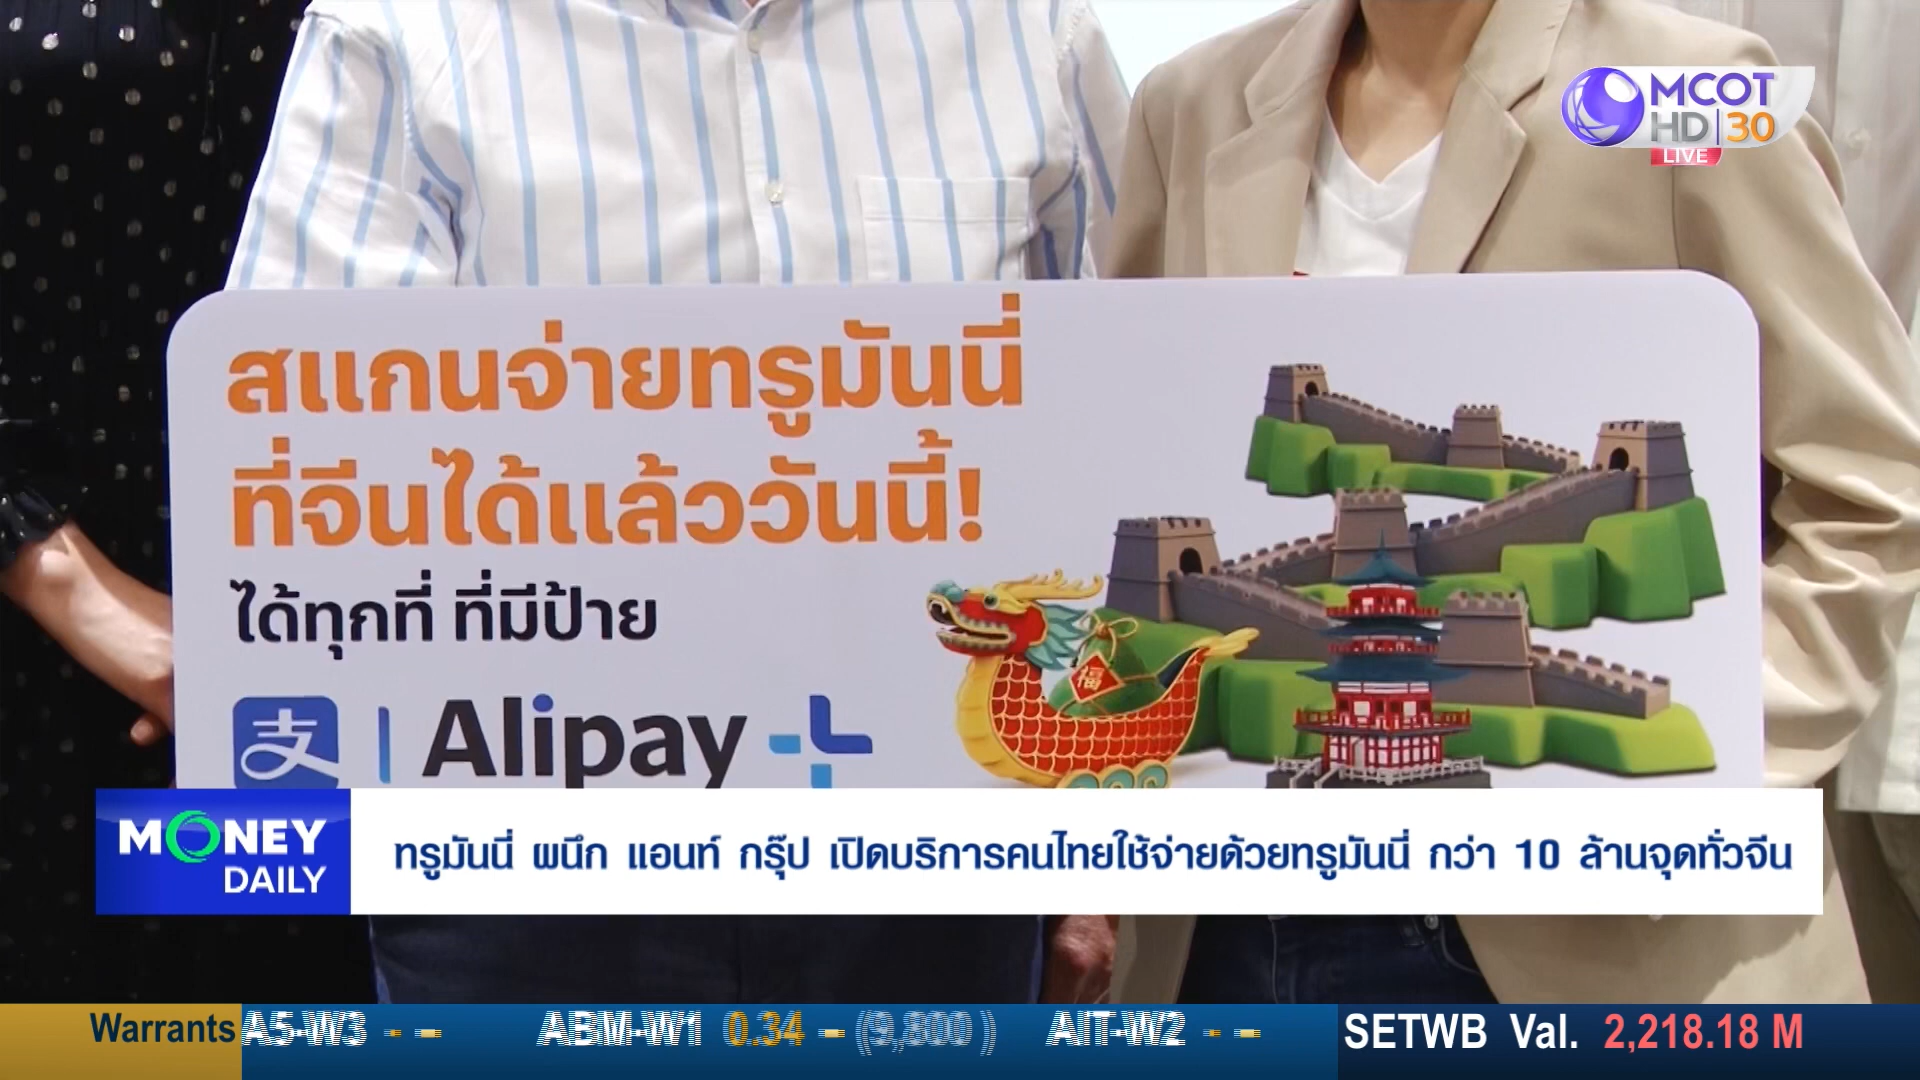 MCOT
HD 30
LIVE
สแกนจ่ายทรูมันนี่
ที่จีนได้แล้ววันนี้!
ได้ทุกที่ ที่มีป้าย
支 | Alipay
福
MONEY
DAILY
ทรูมันนี่ ผนึก แอนท์ กรุ๊ป เปิดบริการคนไทยใช้จ่ายด้วยทรูมันนี่ กว่า 10 ล้านจุดทั่วจีน
Warrants A5-W3 - - ABM-W1 0.34 - (9,800) AIT-W2 - - SETWB Val. 2,218.18 M